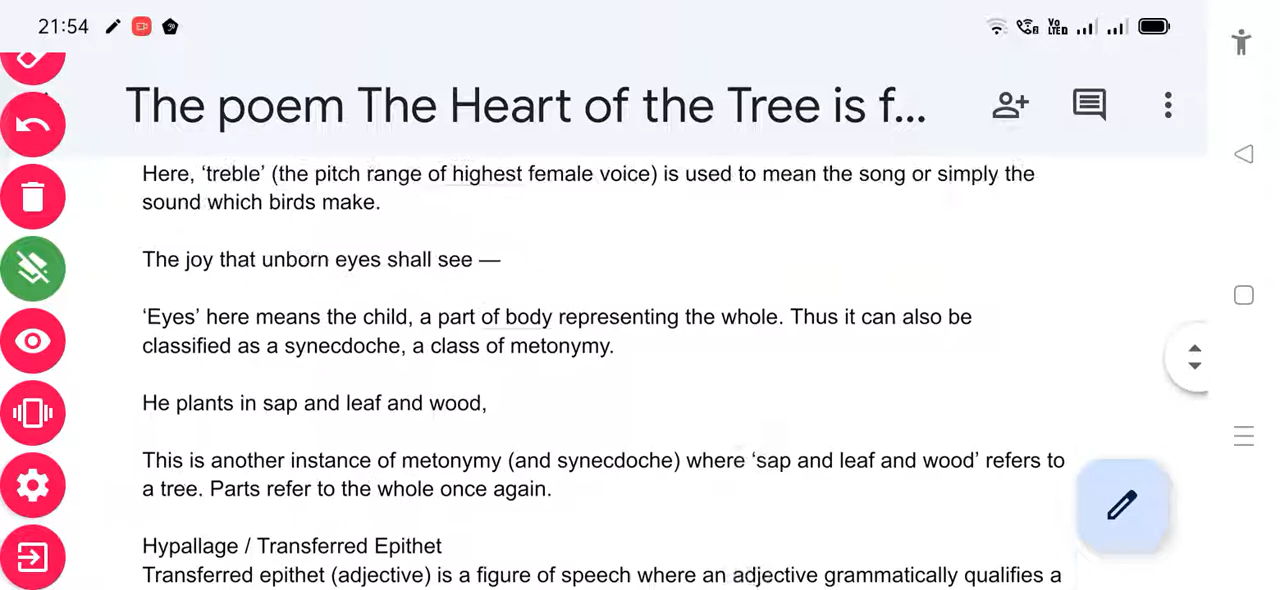 21:54
Vo
LTED
The poem The Heart of the Tree is f...
Here, ‘treble’ (the pitch range of highest female voice) is used to mean the song or simply the
sound which birds make.
The joy that unborn eyes shall see —
‘Eyes’ here means the child, a part of body representing the whole. Thus it can also be
classified as a synecdoche, a class of metonymy.
He plants in sap and leaf and wood,
This is another instance of metonymy (and synecdoche) where ‘sap and leaf and wood’ refers to
a tree. Parts refer to the whole once again.
Hypallage / Transferred Epithet
Transferred epithet (adjective) is a figure of speech where an adjective grammatically qualifies a